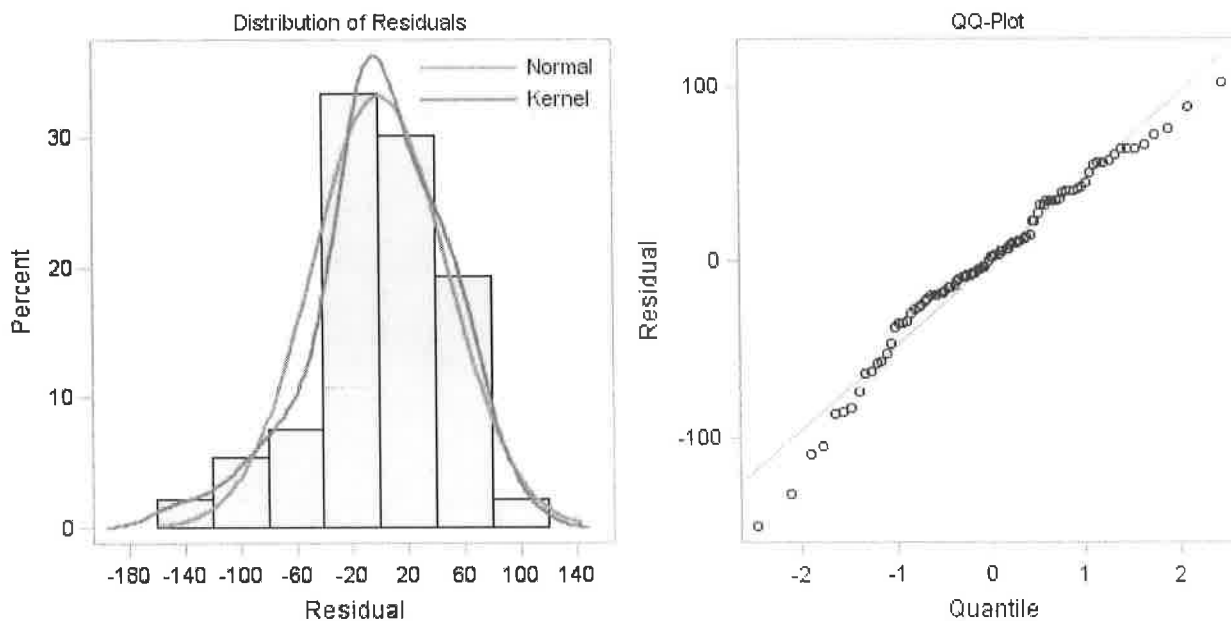 Distribution of Residuals
Normal
Kernel
Percent
30
20
10
0
-180 -140 -100 -60 -20 20 60 100 140
Residual
QQ-Plot
Residual
100
0
-100
-2 -1 0 1 2
Quantile